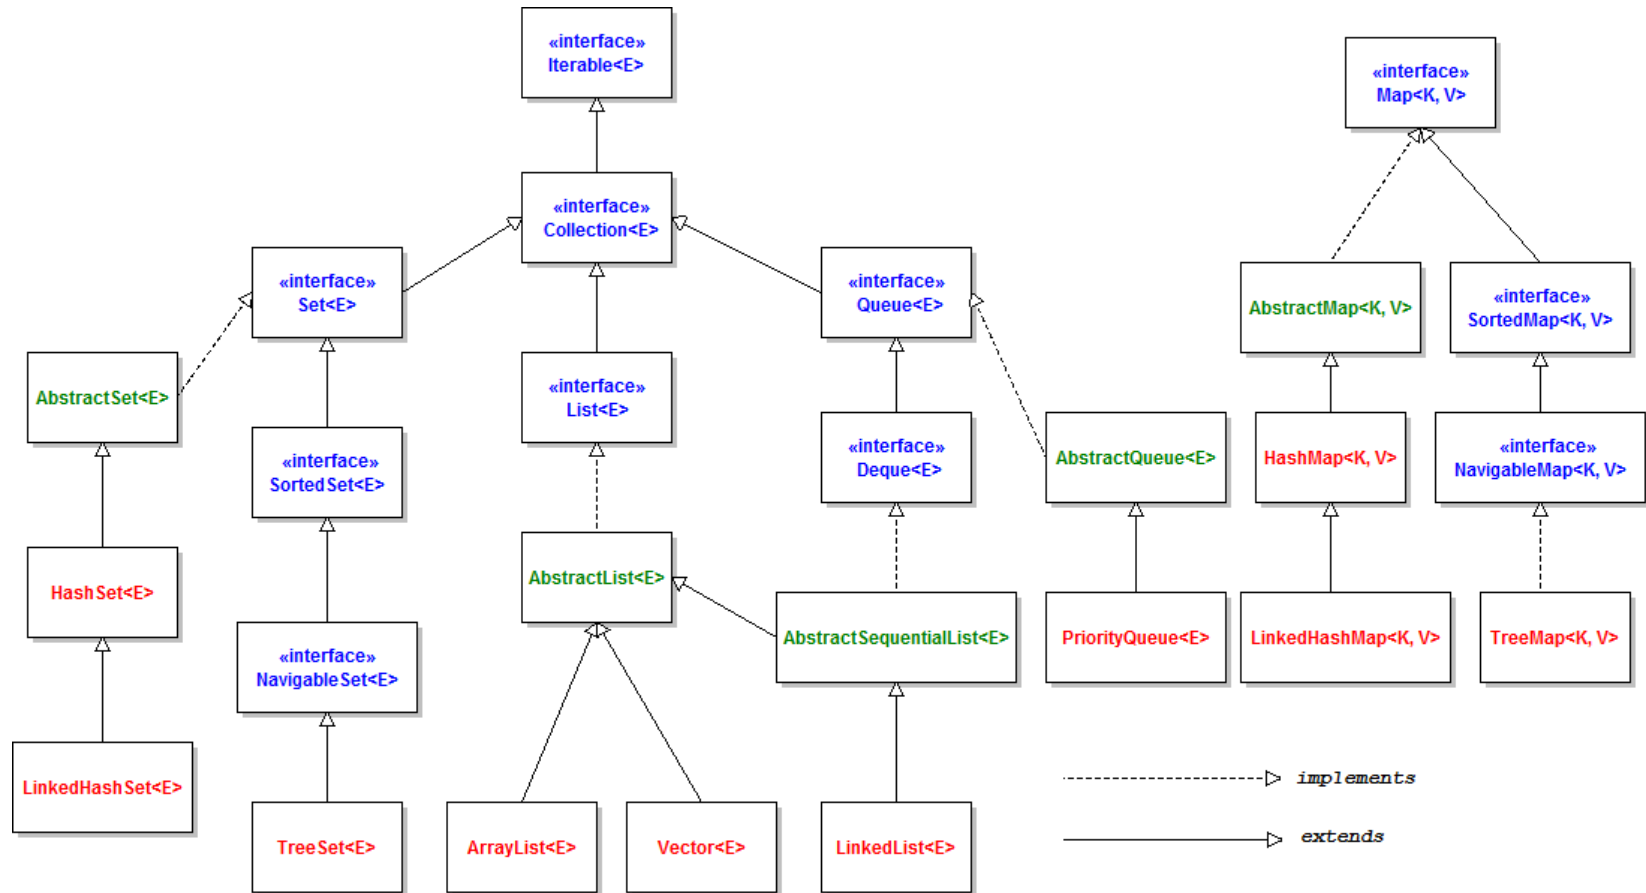 «interface»
Iterable<E>
«interface»
Map<K, V>
«interface»
Collection<E>
«interface»
Set<E>
«interface»
Queue<E>
AbstractMap<K, V>
«interface»
SortedMap<K, V>
AbstractSet<E>
«interface»
List<E>
«interface»
SortedSet<E>
«interface»
Deque<E>
AbstractQueue<E>
HashMap<K, V>
«interface»
NavigableMap<K, V>
HashSet<E>
AbstractList<E>
«interface»
NavigableSet<E>
AbstractSequentialList<E>
PriorityQueue<E>
LinkedHashMap<K, V>
TreeMap<K, V>
LinkedHashSet<E>
TreeSet<E>
ArrayList<E>
Vector<E>
LinkedList<E>
implements
extends